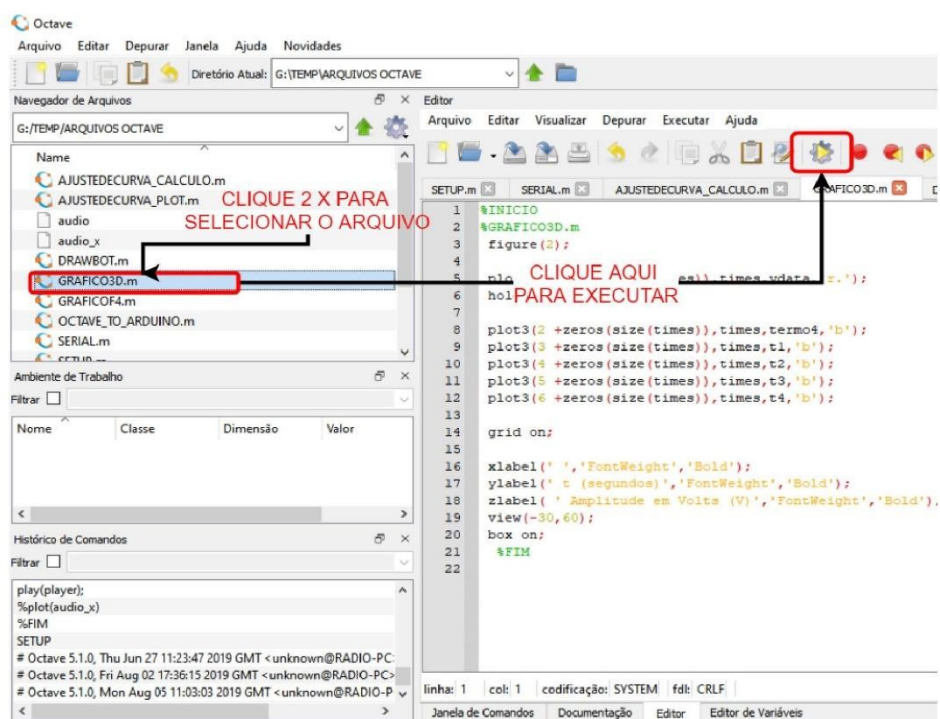 Octave
Arquivo Editar Depurar Janela Ajuda Novidades
Diretório Atual: G:\TEMP\ARQUIVOS OCTAVE
Navegador de Arquivos
G:/TEMP/ARQUIVOS OCTAVE
Name
AJUSTEDECURVA_CALCULO.m
AJUSTEDECURVA_PLOT.m
audio
audio_x
DRAWBOT.m
GRAFICO3D.m
GRAFICOF4.m
OCTAVE_TO_ARDUINO.m
SERIAL.m
CLIQUE 2 X PARA
SELECIONAR O ARQUIVO
Ambiente de Trabalho
Filtrar
Nome Classe Dimensão Valor
Histórico de Comandos
Filtrar
play(player);
%plot(audio_x)
%FIM
SETUP
# Octave 5.1.0, Thu Jun 27 11:23:47 2019 GMT <unknown@RADIO-PC:
# Octave 5.1.0, Fri Aug 02 17:36:15 2019 GMT <unknown@RADIO-PC>
# Octave 5.1.0, Mon Aug 05 11:03:03 2019 GMT <unknown@RADIO-P
Editor
Arquivo Editar Visualizar Depurar Executar Ajuda
SETUP.m SERIAL.m AJUSTEDECURVA_CALCULO.m GRAFICO3D.m
1 %INICIO
2 %GRAFICO3D.m
3 figure(2);
4
5 plo es)),times,vdata, 'r.');
6 hol
CLIQUE AQUI
PARA EXECUTAR
7
8 plot3(2 +zeros(size(times)),times,termo4,'b');
9 plot3(3 +zeros(size(times)),times,t1,'b');
10 plot3(4 +zeros(size(times)),times,t2,'b');
11 plot3(5 +zeros(size(times)),times,t3,'b');
12 plot3(6 +zeros(size(times)),times,t4,'b');
13
14 grid on;
15
16 xlabel(' ','FontWeight','Bold');
17 ylabel(' t (segundos)','FontWeight','Bold');
18 zlabel( ' Amplitude em Volts (V)','FontWeight','Bold')
19 view(-30,60);
20 box on;
21 %FIM
22
linha: 1 col: 1 codificação: SYSTEM fdl: CRLF
Janela de Comandos Documentação Editor Editor de Variáveis